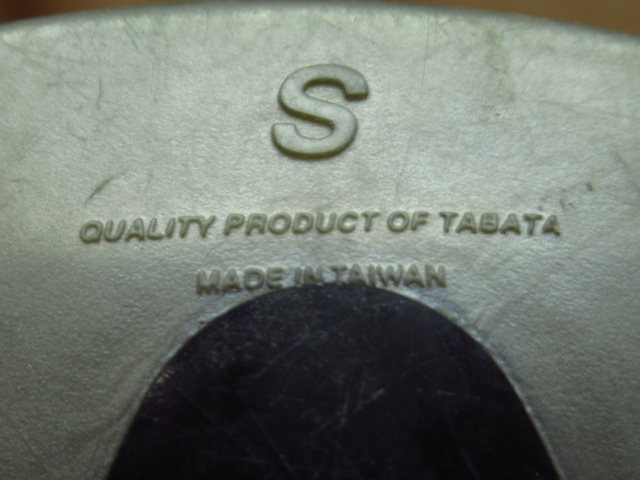 S
QUALITY PRODUCT OF TABATA
MADE IN TAIWAN